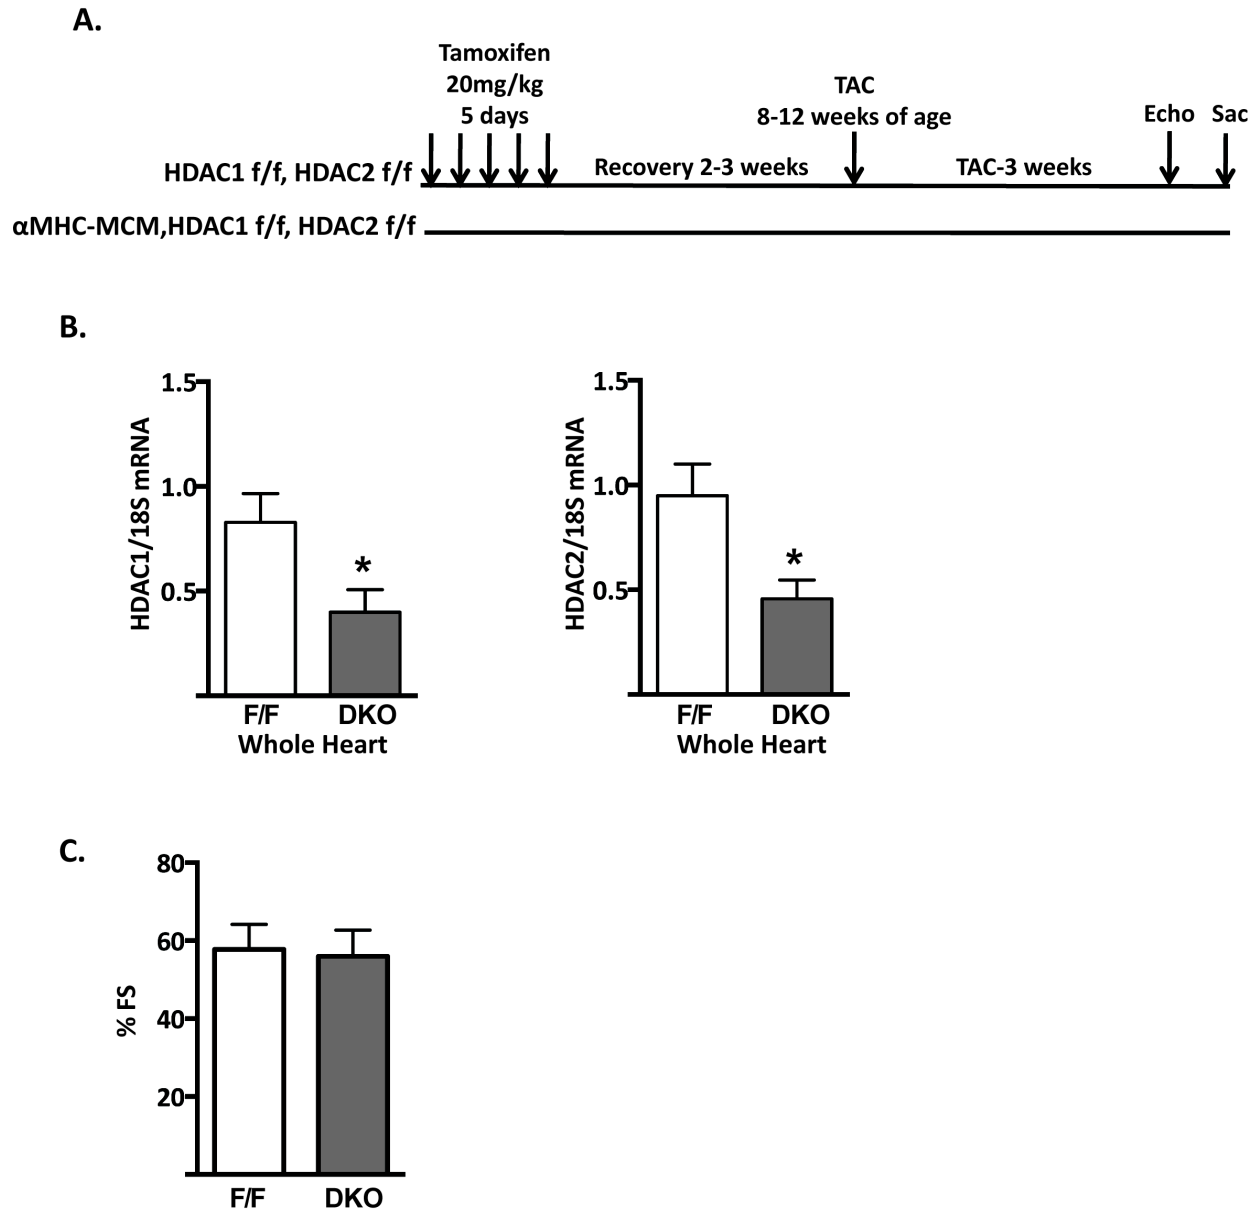 A.
Tamoxifen
20mg/kg
5 days
TAC
8-12 weeks of age
Echo Sac
HDAC1 f/f, HDAC2 f/f
Recovery 2-3 weeks
TAC-3 weeks
αMHC-MCM,HDAC1 f/f, HDAC2 f/f
B.
HDAC1/18S mRNA
1.5
1.0
0.5
*
F/F DKO
Whole Heart
HDAC2/18S mRNA
1.5
1.0
0.5
*
F/F DKO
Whole Heart
C.
% FS
80
60
40
20
F/F DKO